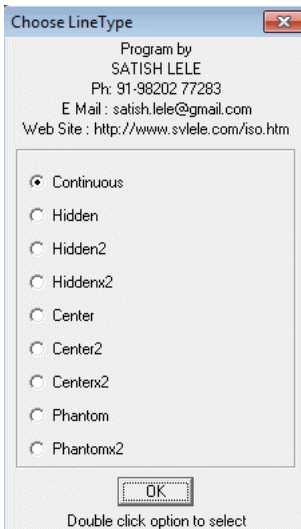 Choose LineType
Program by
SATISH LELE
Ph: 91-98202 77283
E Mail : satish.lele@gmail.com
Web Site : http://www.svlele.com/iso.htm
Continuous
Hidden
Hidden2
Hiddenx2
Center
Center2
Centerx2
Phantom
Phantomx2
OK
Double click option to select